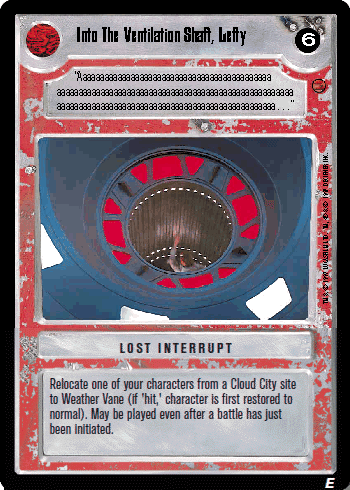 Into The Ventilation Shaft, Lefty
6
"Aaaaaaaaaaaaaaaaaaaaaaaaaaaaaaaaaa
aaaaaaaaaaaaaaaaaaaaaaaaaaaaaaaaaaaaaaaaaa
aaaaaaaaaaaaaaaaaaaaaaaaaaaaaaaaaaaaaaa . . ."
LOST INTERRUPT
Relocate one of your characters from a Cloud City site
to Weather Vane (if 'hit,' character is first restored to
normal). May be played even after a battle has just
been initiated.
E